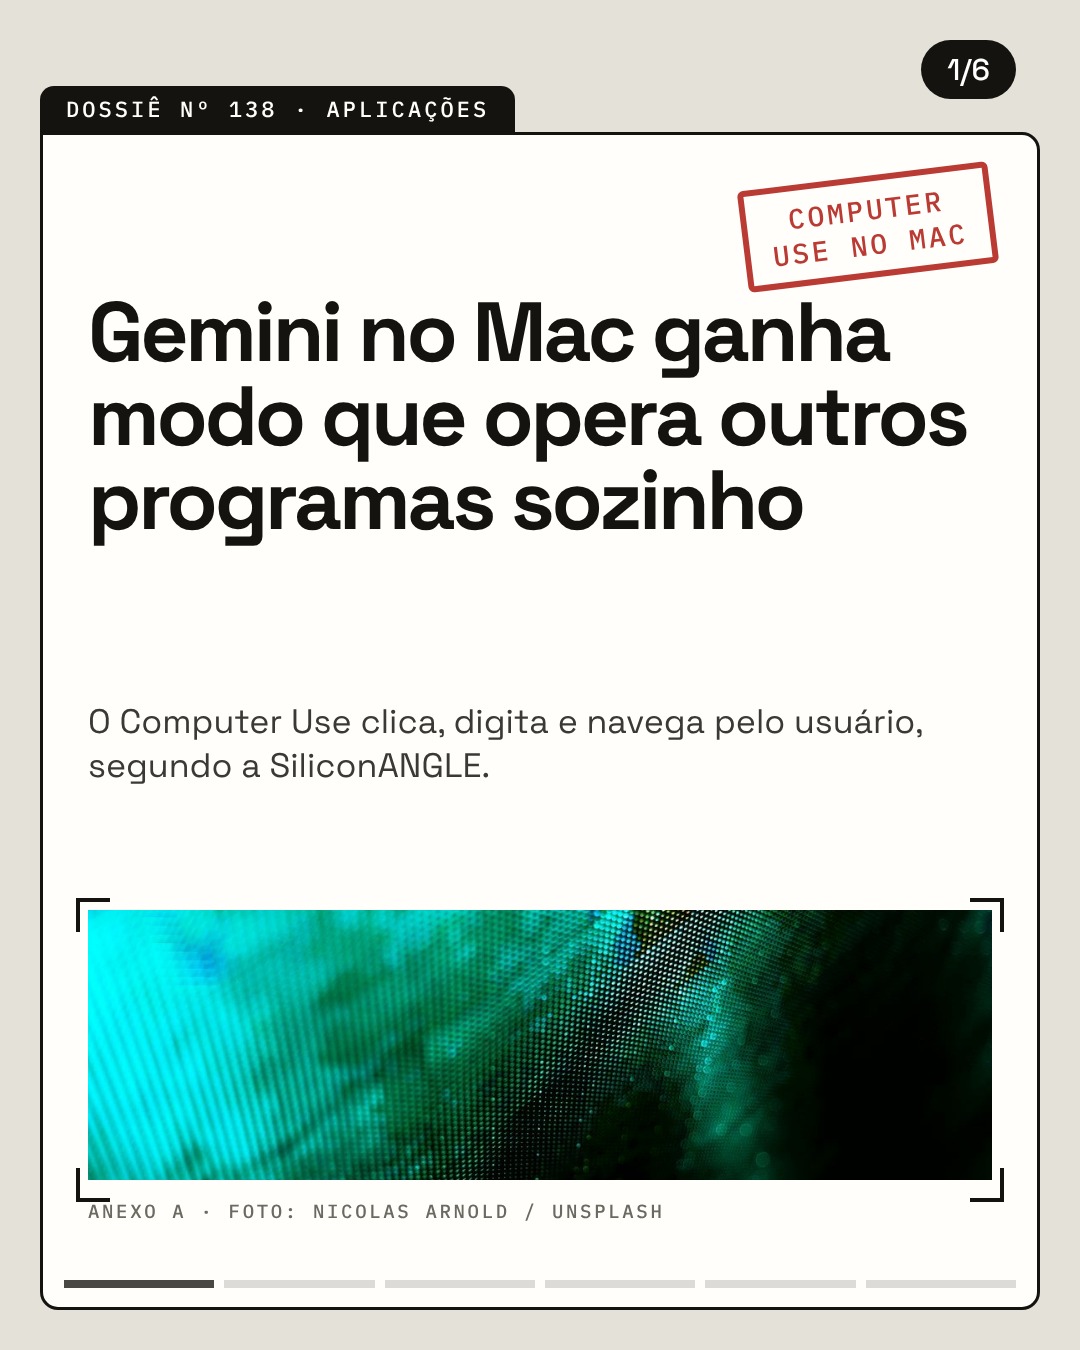 1/6
DOSSIÊ Nº 138 · APLICAÇÕES
COMPUTER
USE NO MAC
Gemini no Mac ganha
modo que opera outros
programas sozinho
O Computer Use clica, digita e navega pelo usuário,
segundo a SiliconANGLE.
ANEXO A · FOTO: NICOLAS ARNOLD / UNSPLASH